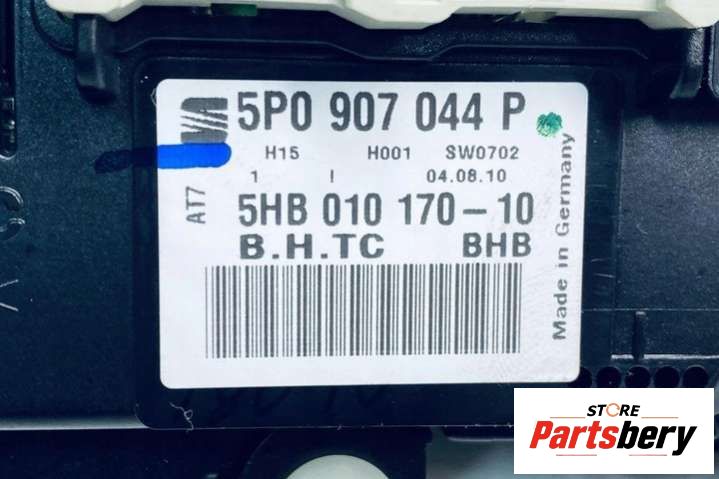 5P0 907 044 P
H15 H001 SW0702
1 I 04.08.10
AT7
5HB 010 170-10
B.H.TC BHB
Made in Germany
STORE
Partsbery